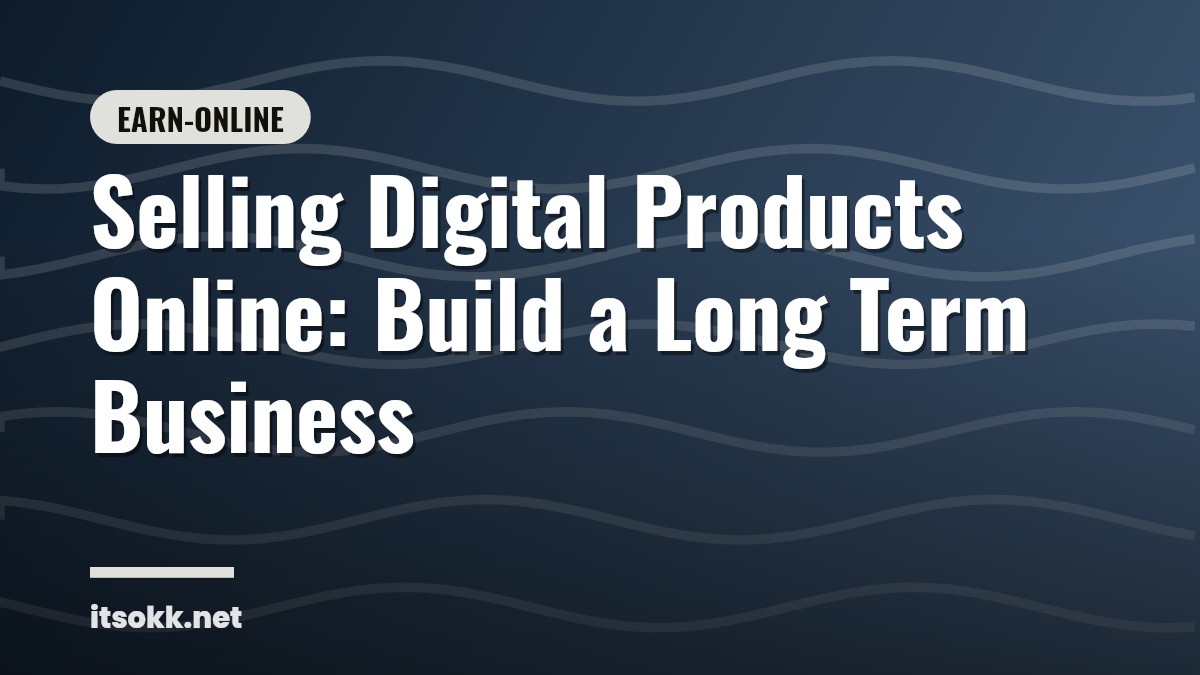 EARN-ONLINE
Selling Digital Products
Online: Build a Long Term
Business
itsokk.net